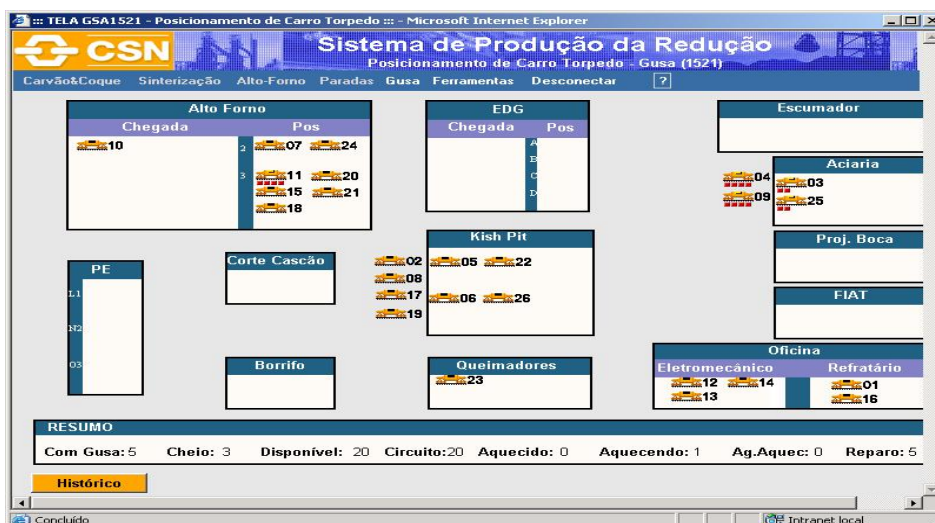 ::: TELA GSA1521 - Posicionamento de Carro Torpedo ::: - Microsoft Internet Explorer
CSN
Sistema de Produção da Redução
Posicionamento de Carro Torpedo - Gusa (1521)
Carvão&Coque Sinterização Alto-Forno Paradas Gusa Ferramentas Desconectar ?
Alto Forno
Chegada Pos
10
2 07 24
3 11 20
15 21
18
EDG
Chegada Pos
A
B
C
D
Escumador
Aciaria
04 03
09 25
PE
L1
N2
O3
Corte Cascão
Kish Pit
02 05 22
08
17 06 26
19
Proj. Boca
FIAT
Borrifo
Queimadores
23
Oficina
Eletromecânico Refratário
12 14 01
13 16
RESUMO
Com Gusa: 5 Cheio: 3 Disponível: 20 Circuito:20 Aquecido: 0 Aquecendo: 1 Ag.Aquec: 0 Reparo: 5
Histórico
Concluído Intranet local